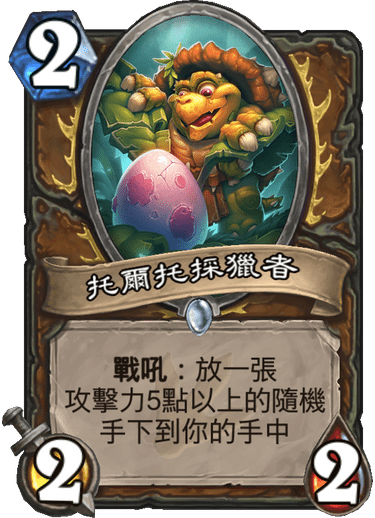 2
托爾托採獵者
戰吼：放一張
攻擊力5點以上的隨機
手下到你的手中
2
2